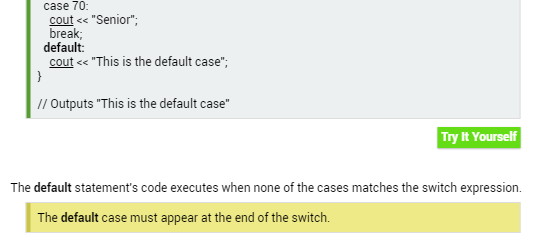 case 70:
cout << "Senior";
break;
default:
cout << "This is the default case";
}
// Outputs "This is the default case"
Try It Yourself
The default statement's code executes when none of the cases matches the switch expression.
The default case must appear at the end of the switch.